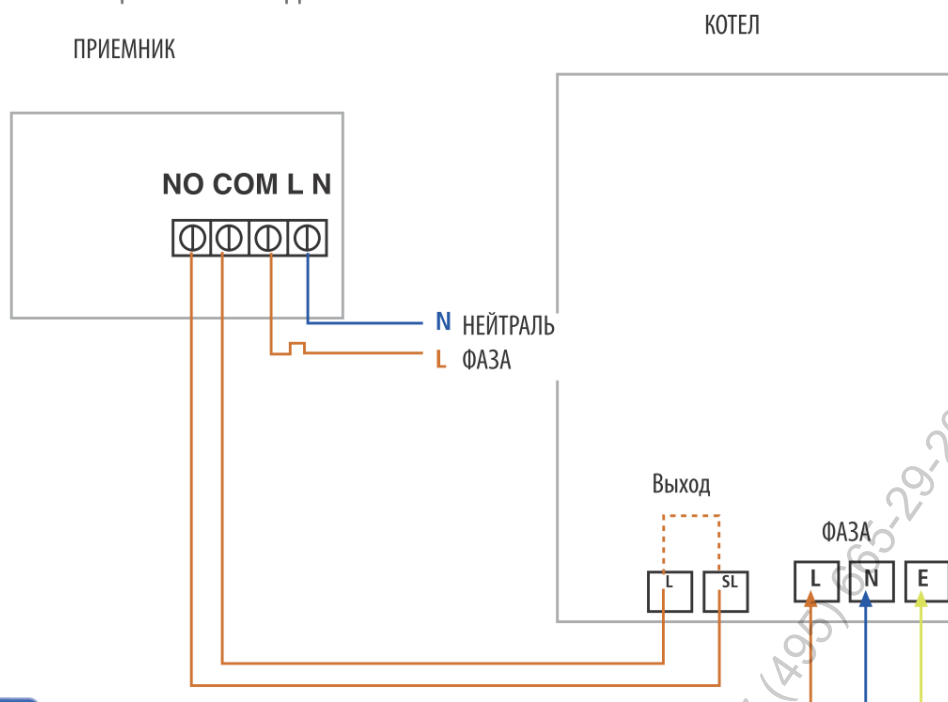 КОТЕЛ
ПРИЕМНИК
NO COM L N
N НЕЙТРАЛЬ
L ФАЗА
Выход
ФАЗА
L SL L N E